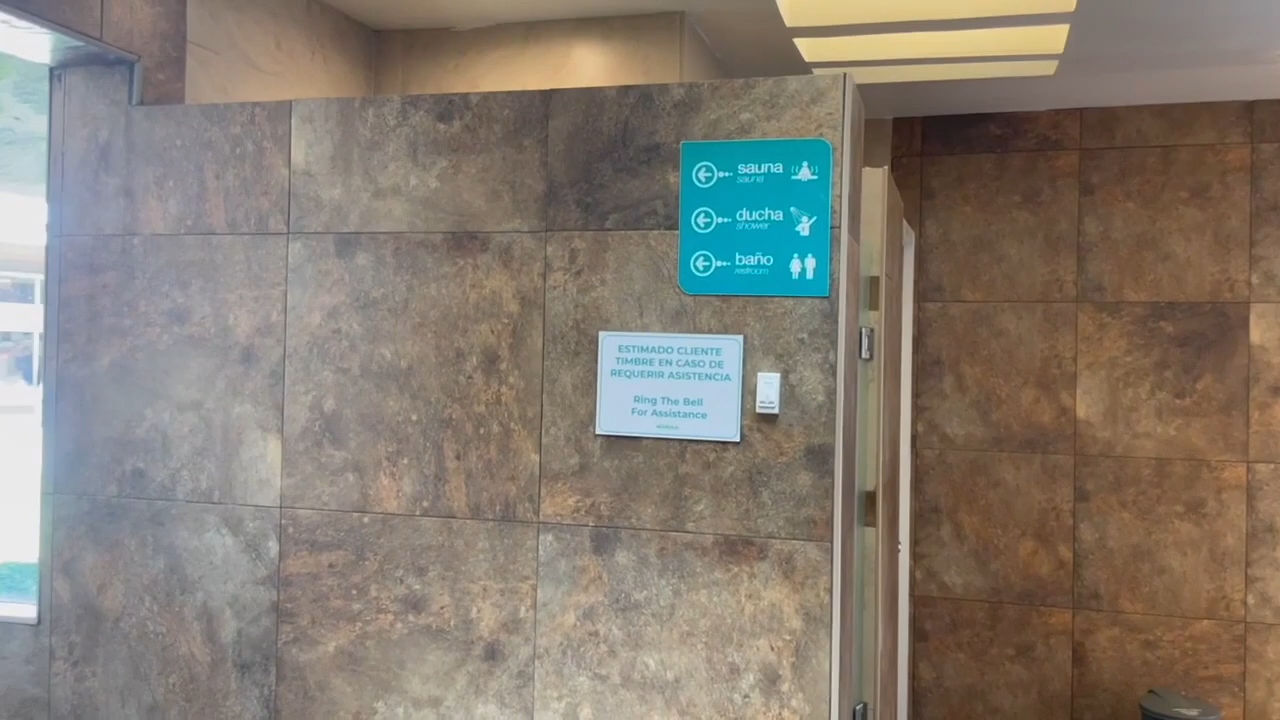 sauna
sauna
ducha
shower
baño
restroom
ESTIMADO CLIENTE
TIMBRE EN CASO DE
REQUERIR ASISTENCIA
Ring The Bell
For Assistance